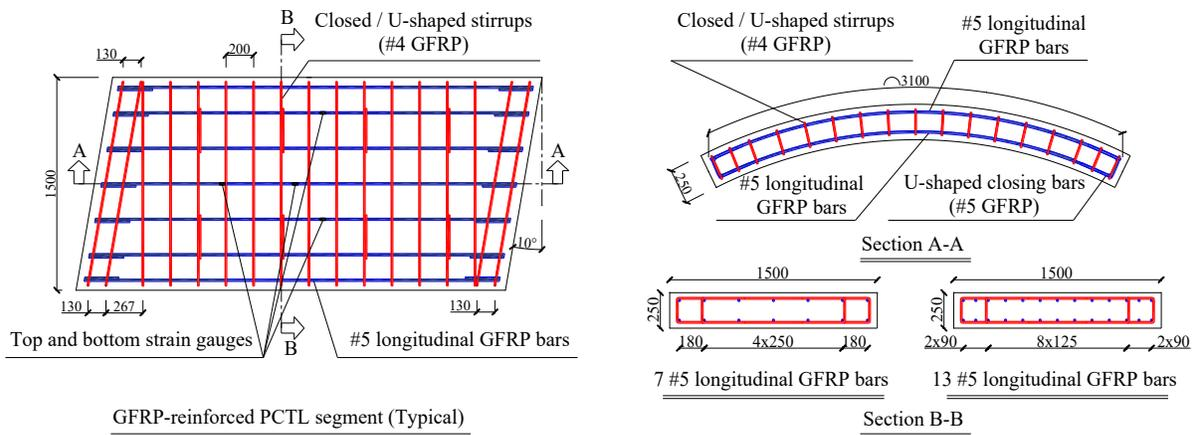 B
Closed / U-shaped stirrups
(#4 GFRP)
130
200
A
A
1500
10°
130
267
130
Top and bottom strain gauges
B
#5 longitudinal GFRP bars
GFRP-reinforced PCTL segment (Typical)
Closed / U-shaped stirrups
(#4 GFRP)
#5 longitudinal
GFRP bars
3100
250
#5 longitudinal
GFRP bars
U-shaped closing bars
(#5 GFRP)
Section A-A
1500
1500
250
250
180
4x250
180
2x90
8x125
2x90
7 #5 longitudinal GFRP bars
13 #5 longitudinal GFRP bars
Section B-B